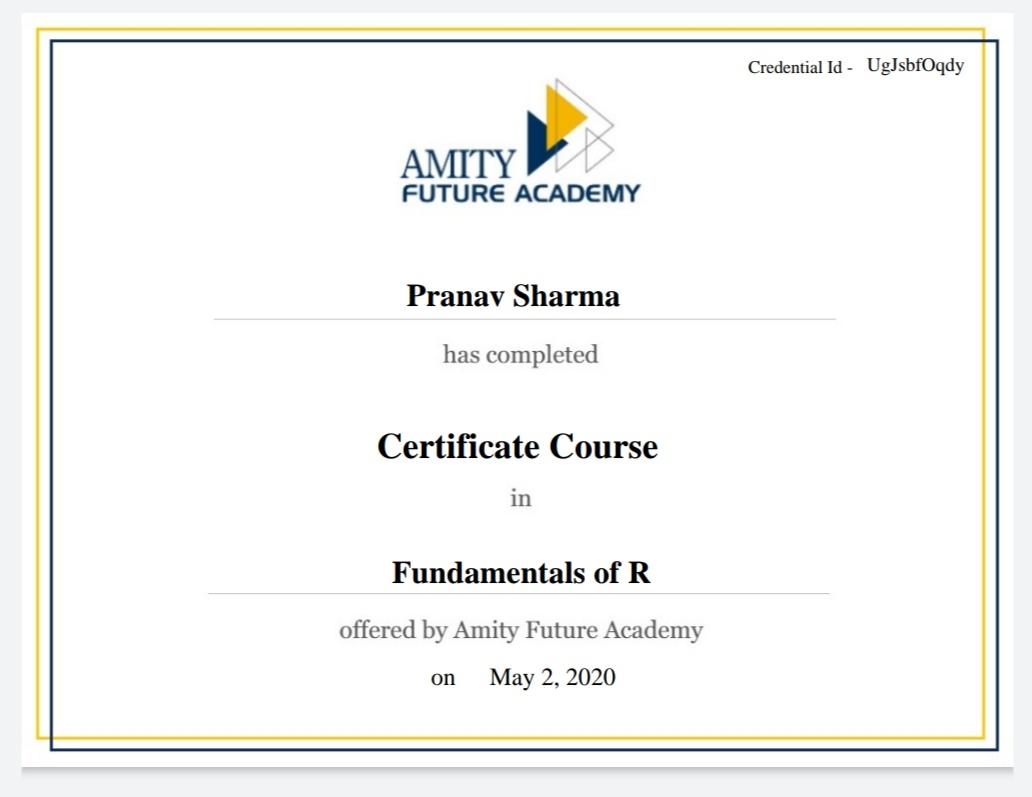 Credential Id - UgJsbfOqdy
AMITY
FUTURE ACADEMY
Pranav Sharma
has completed
Certificate Course
in
Fundamentals of R
offered by Amity Future Academy
on May 2, 2020